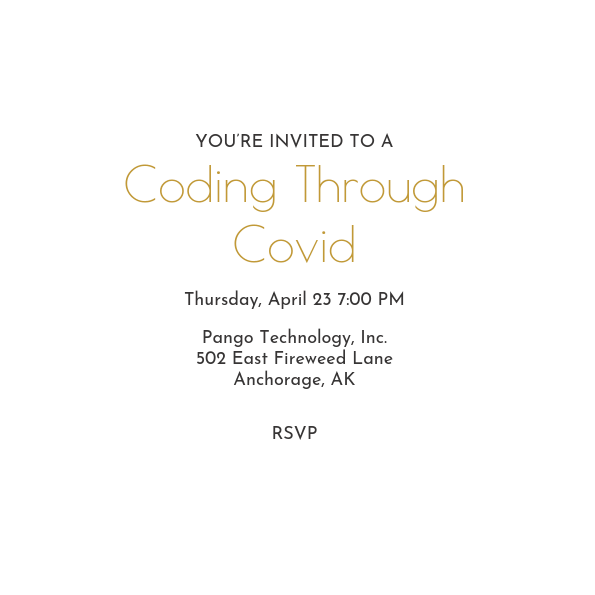 YOU'RE INVITED TO A
Coding Through
Covid
Thursday, April 23 7:00 PM
Pango Technology, Inc.
502 East Fireweed Lane
Anchorage, AK
RSVP